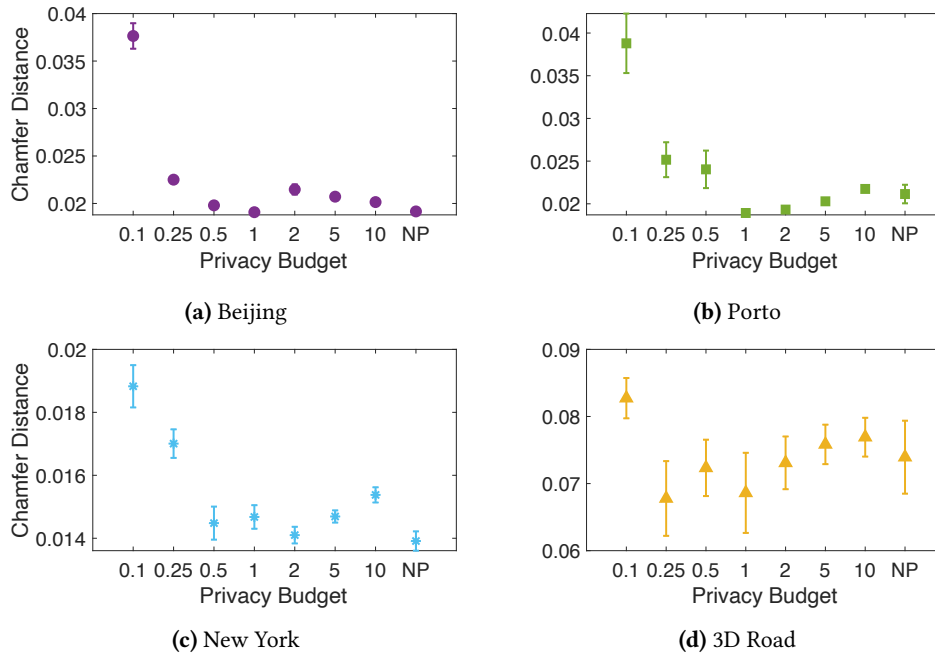 0.04
0.035
0.03
0.025
0.02
Chamfer Distance
0.1 0.25 0.5 1 2 5 10 NP
Privacy Budget
(a) Beijing
0.04
0.035
0.03
0.025
0.02
0.1 0.25 0.5 1 2 5 10 NP
Privacy Budget
(b) Porto
0.02
0.018
0.016
0.014
Chamfer Distance
0.1 0.25 0.5 1 2 5 10 NP
Privacy Budget
(c) New York
0.09
0.08
0.07
0.06
0.1 0.25 0.5 1 2 5 10 NP
Privacy Budget
(d) 3D Road